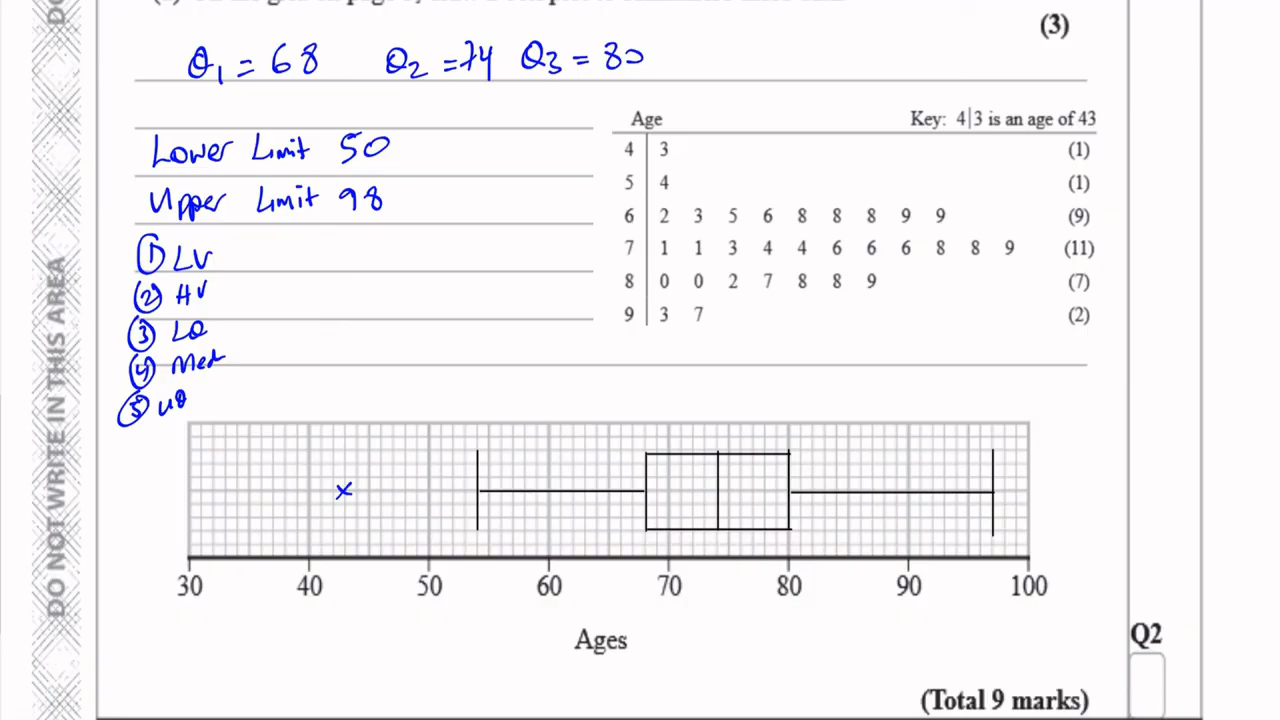 (3)
Q1 = 68 Q2 = 74 Q3 = 80
Age Key: 4|3 is an age of 43
Lower Limit 50
4 3 (1)
5 4 (1)
Upper Limit 98
6 2 3 5 6 8 8 8 9 9 (9)
7 1 1 3 4 4 6 6 6 8 8 9 (11)
① LV
8 0 0 2 7 8 8 9 (7)
② HV
9 3 7 (2)
③ LQ
④ Med
⑤ UQ
x
30 40 50 60 70 80 90 100
Ages
Q2
(Total 9 marks)
DO NOT WRITE IN THIS AREA
DO